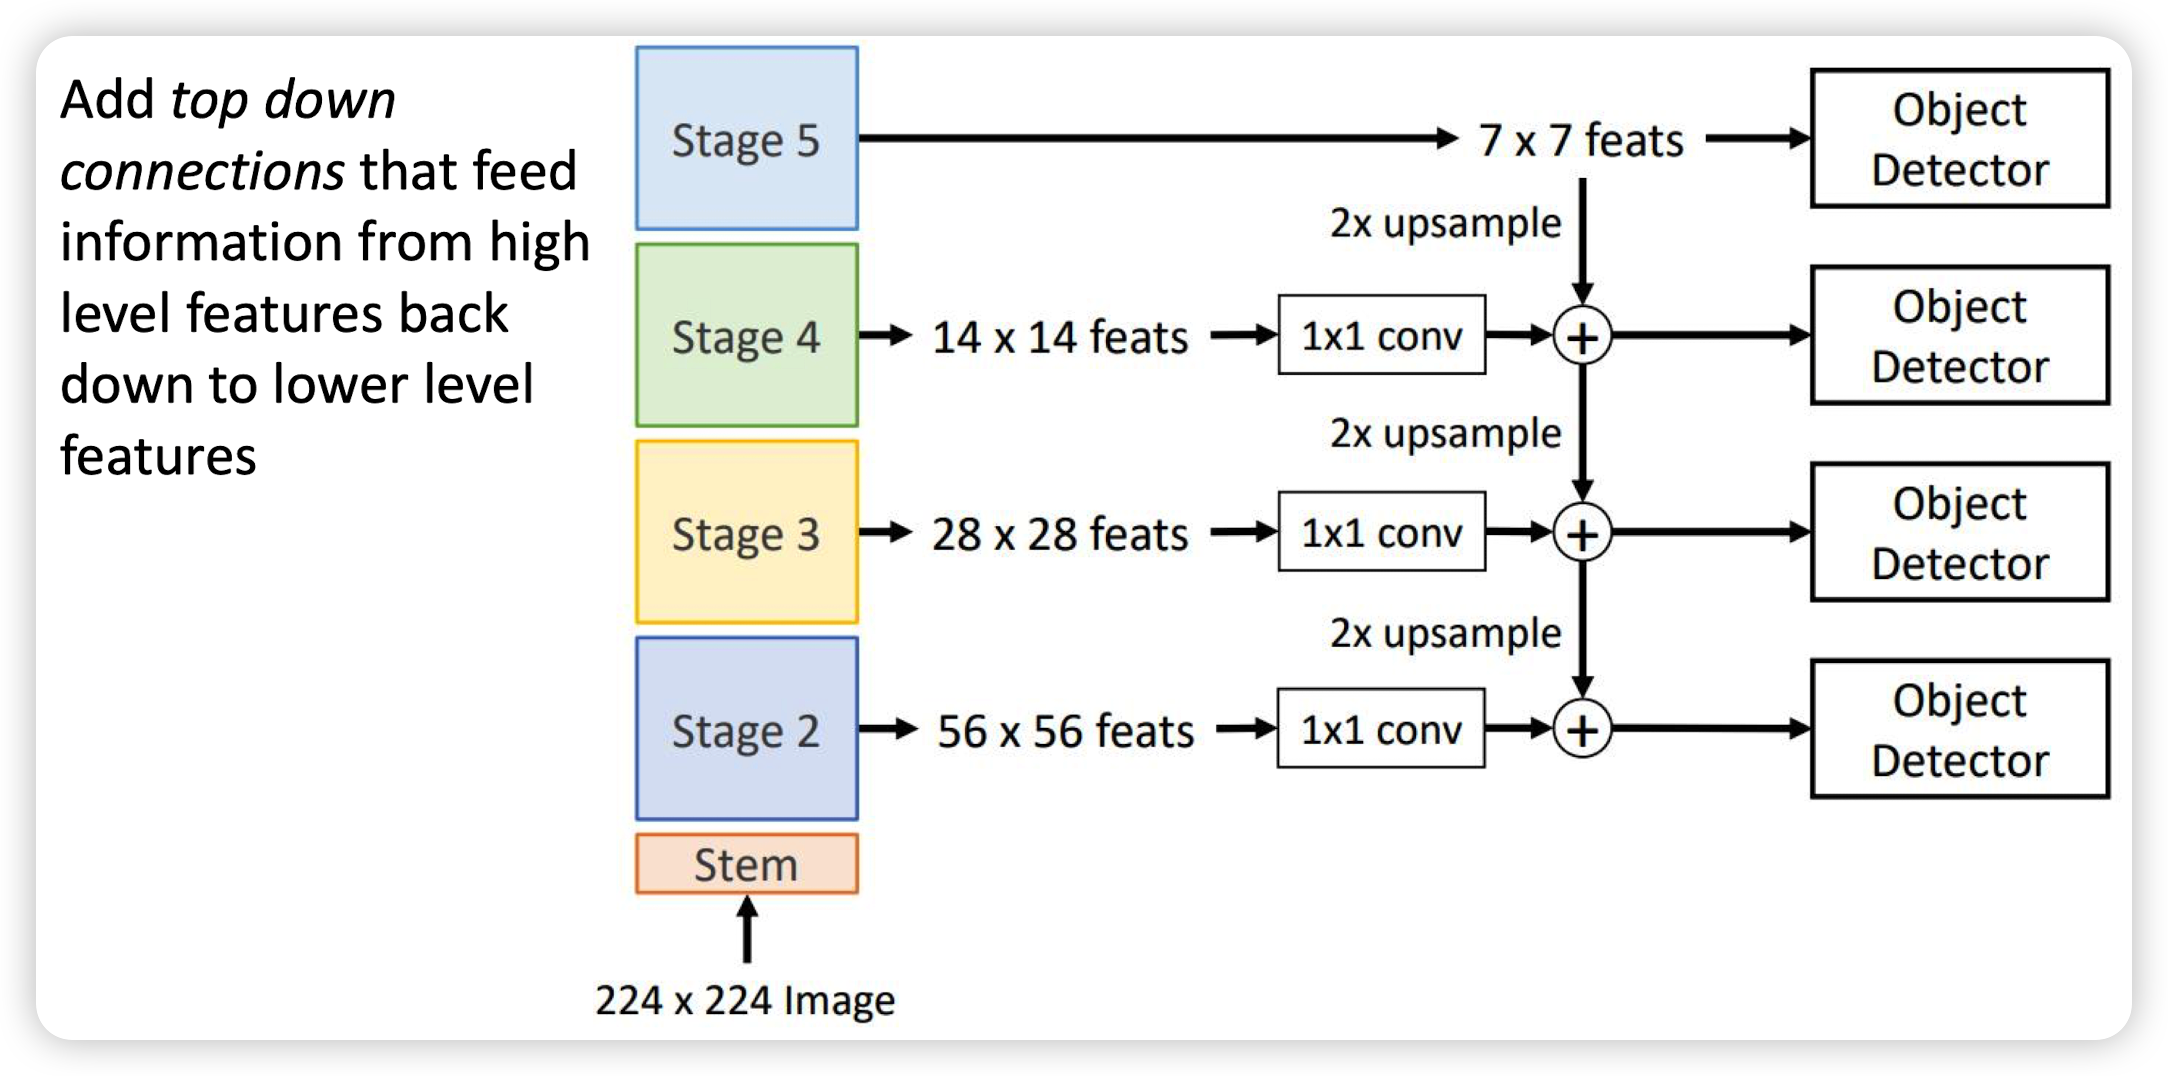 Add top down
connections that feed
information from high
level features back
down to lower level
features
Stage 5
7 x 7 feats
Object
Detector
2x upsample
Stage 4
14 x 14 feats
1x1 conv
+
Object
Detector
2x upsample
Stage 3
28 x 28 feats
1x1 conv
+
Object
Detector
2x upsample
Stage 2
56 x 56 feats
1x1 conv
+
Object
Detector
Stem
224 x 224 Image